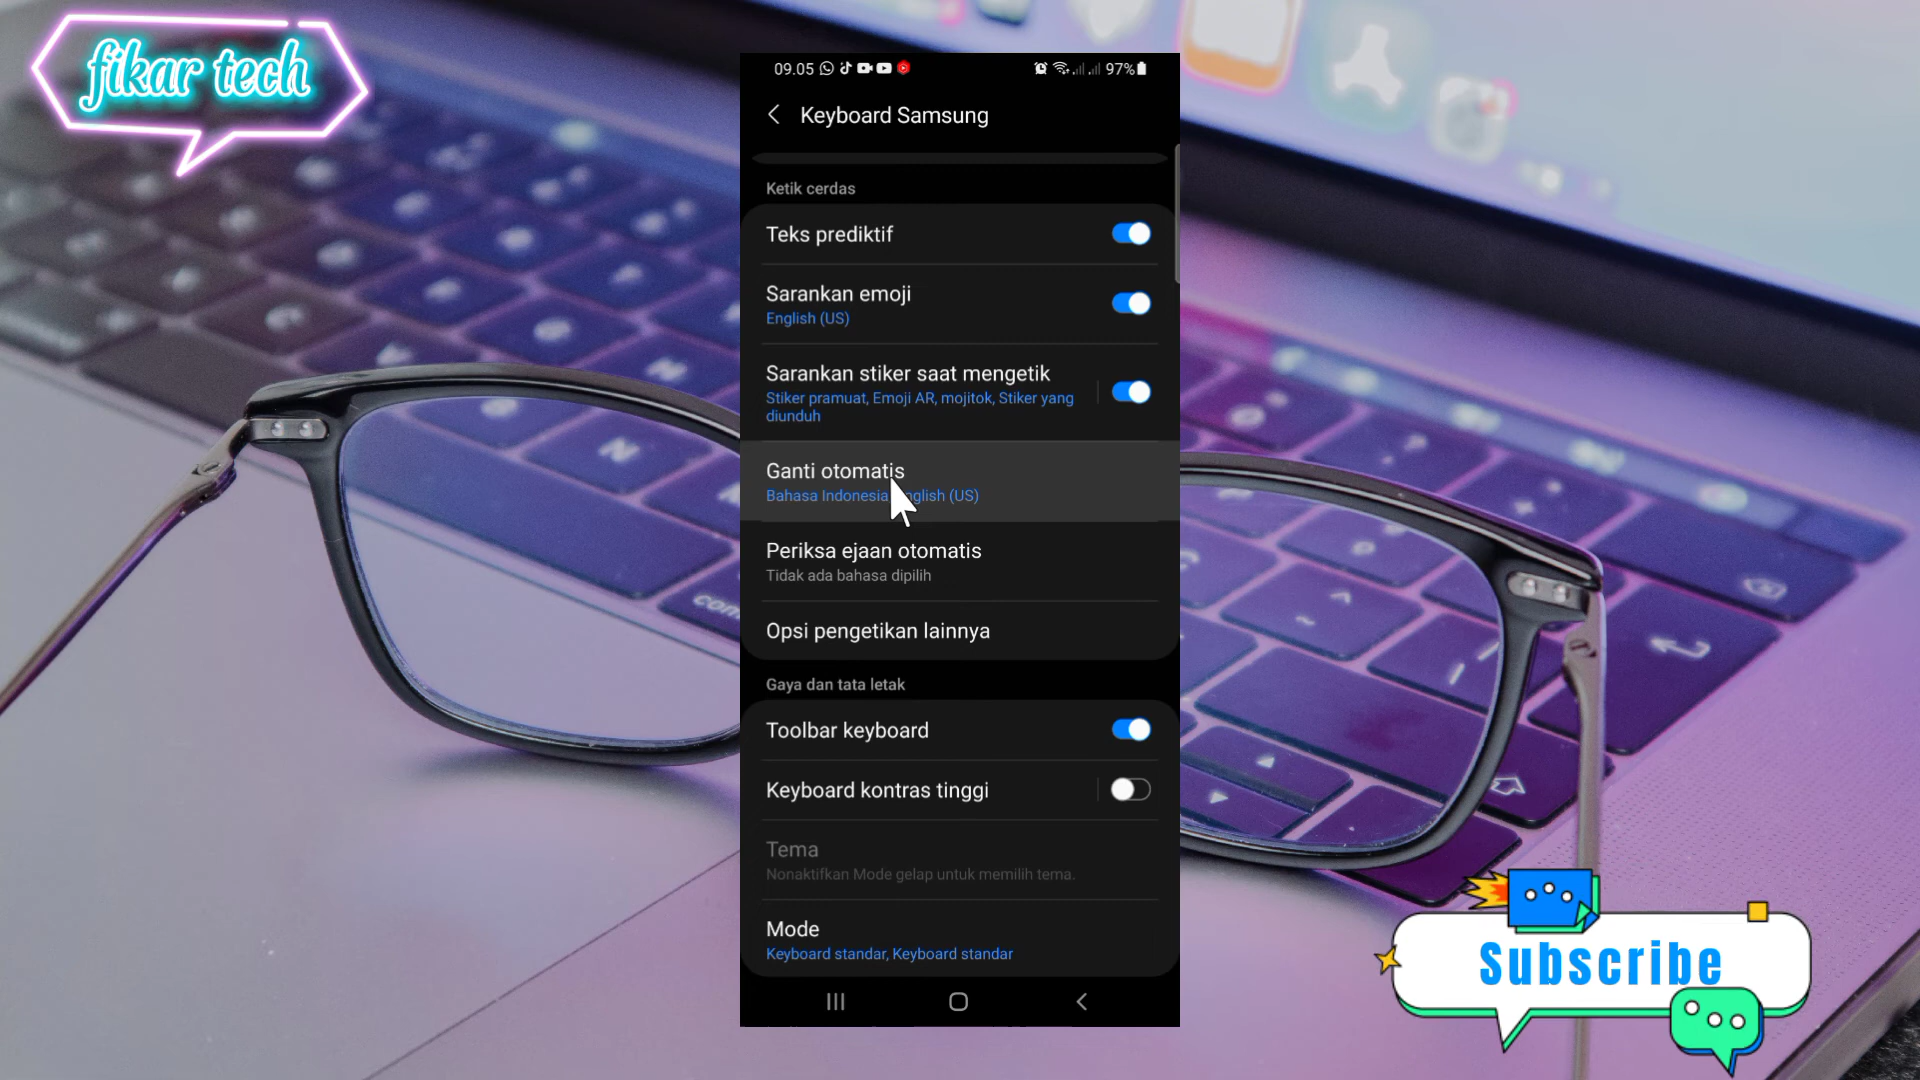 fikar tech
09.05
97%
Keyboard Samsung
Ketik cerdas
Teks prediktif
Sarankan emoji
English (US)
Sarankan stiker saat mengetik
Stiker pramuat, Emoji AR, mojitok, Stiker yang
diunduh
Ganti otomatis
Bahasa Indonesia, English (US)
Periksa ejaan otomatis
Tidak ada bahasa dipilih
Opsi pengetikan lainnya
Gaya dan tata letak
Toolbar keyboard
Keyboard kontras tinggi
Tema
Nonaktifkan Mode gelap untuk memilih tema.
Mode
Keyboard standar, Keyboard standar
Subscribe